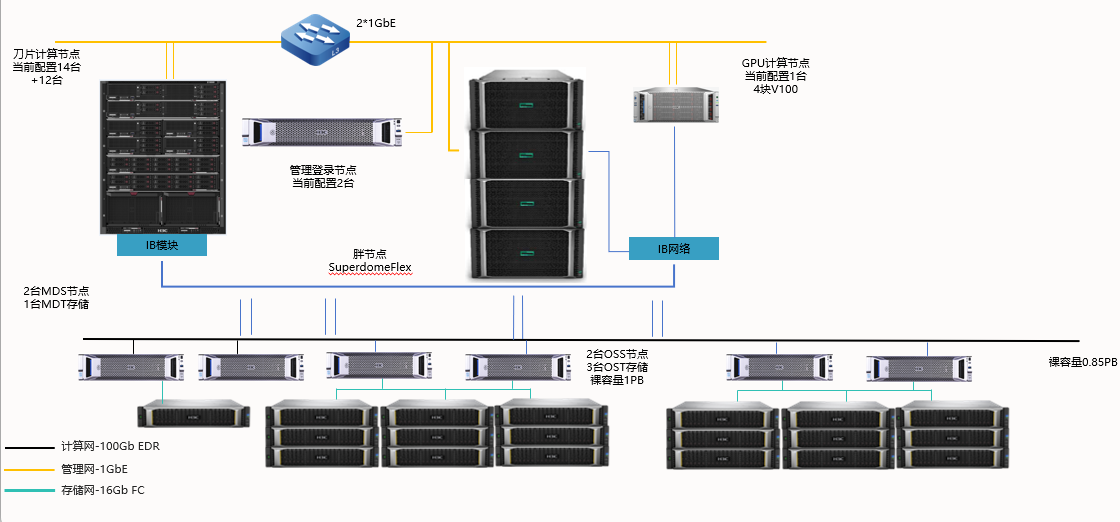 2*1GbE
L3
刀片计算节点
当前配置14台
+12台
GPU计算节点
当前配置1台
4块V100
管理登录节点
当前配置2台
IB模块
胖节点
SuperdomeFlex
IB网络
2台MDS节点
1台MDT存储
2台OSS节点
3台OST存储
裸容量1PB
裸容量0.85PB
计算网-100Gb EDR
管理网-1GbE
存储网-16Gb FC